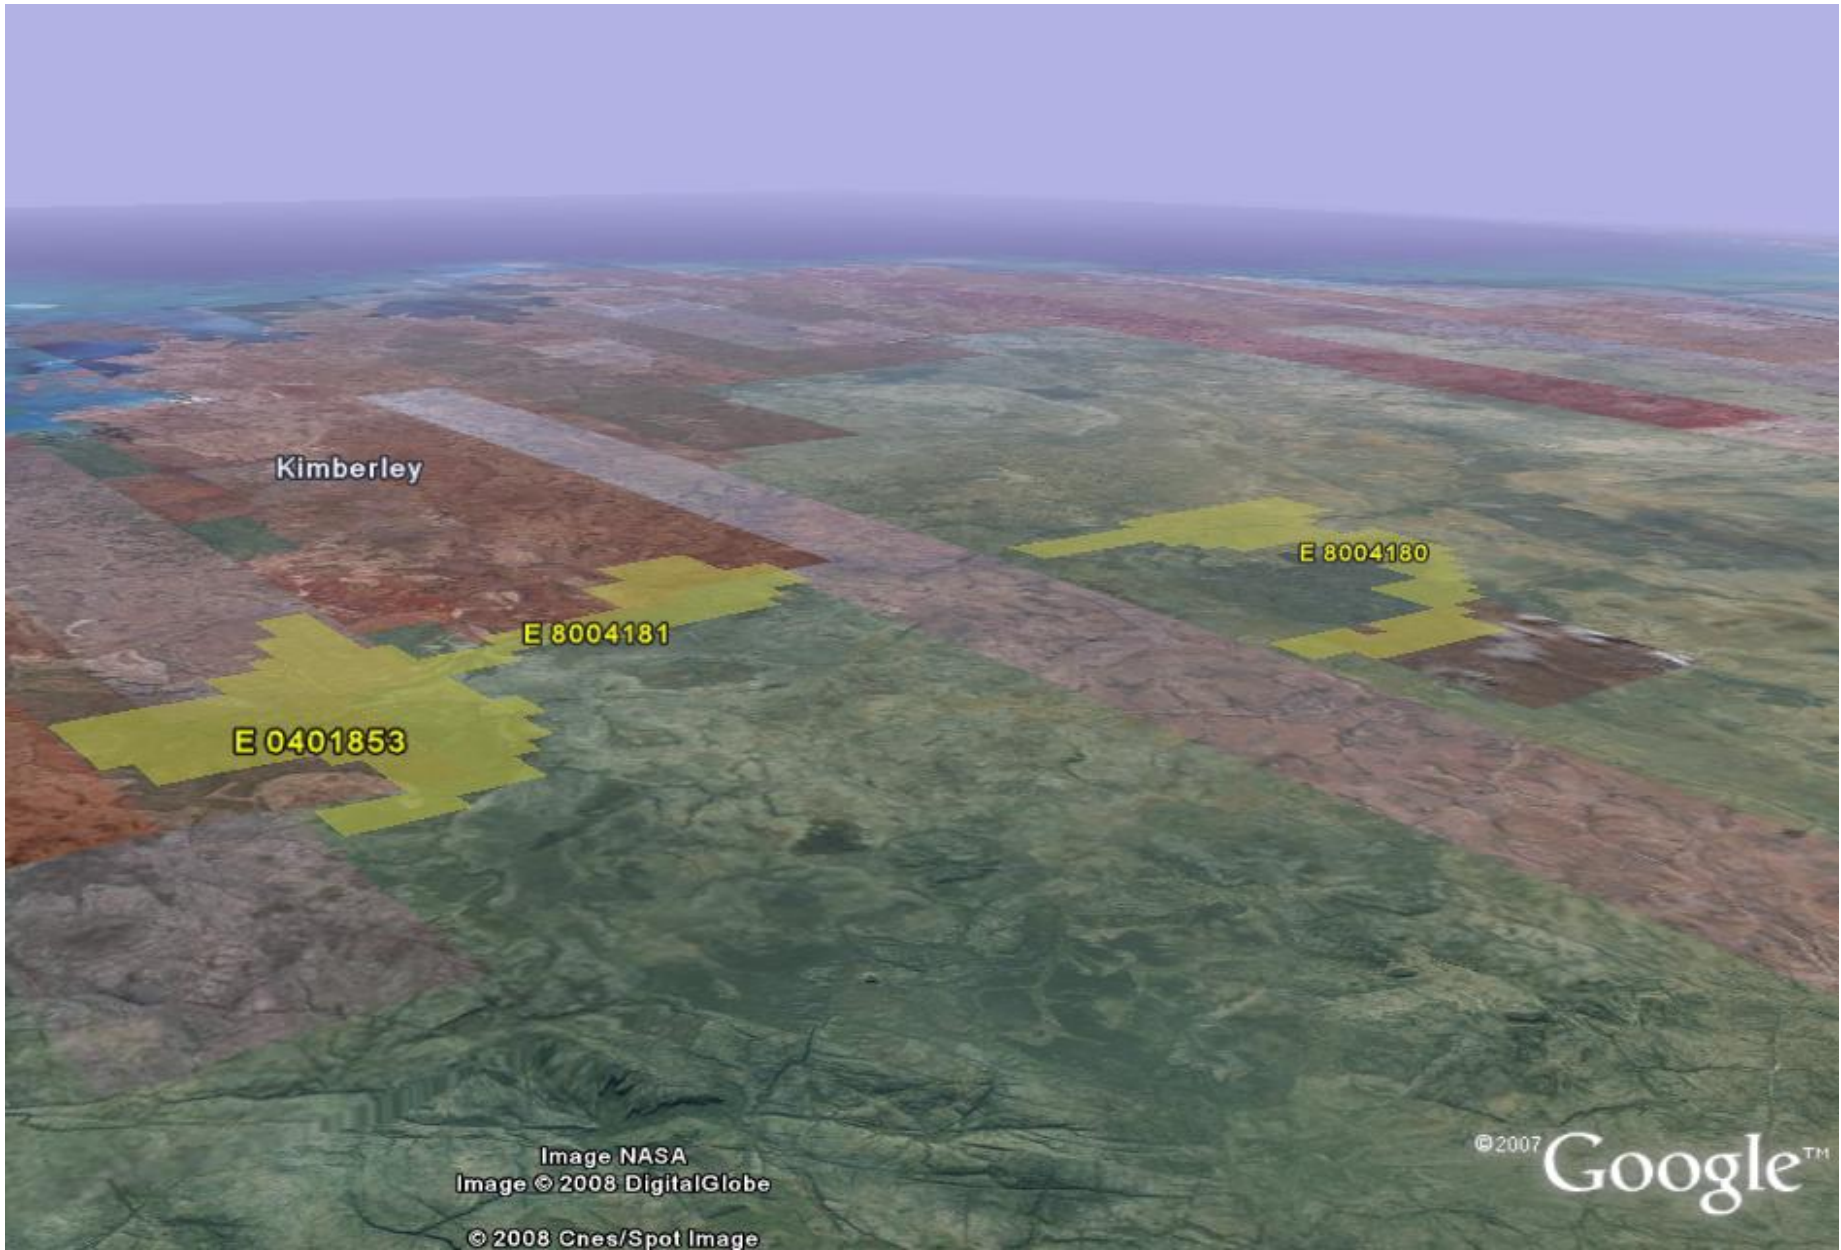 Kimberley
E 8004180
E 8004181
E 0401853
Image NASA
Image © 2008 DigitalGlobe
© 2008 Cnes/Spot Image
©2007 Google™